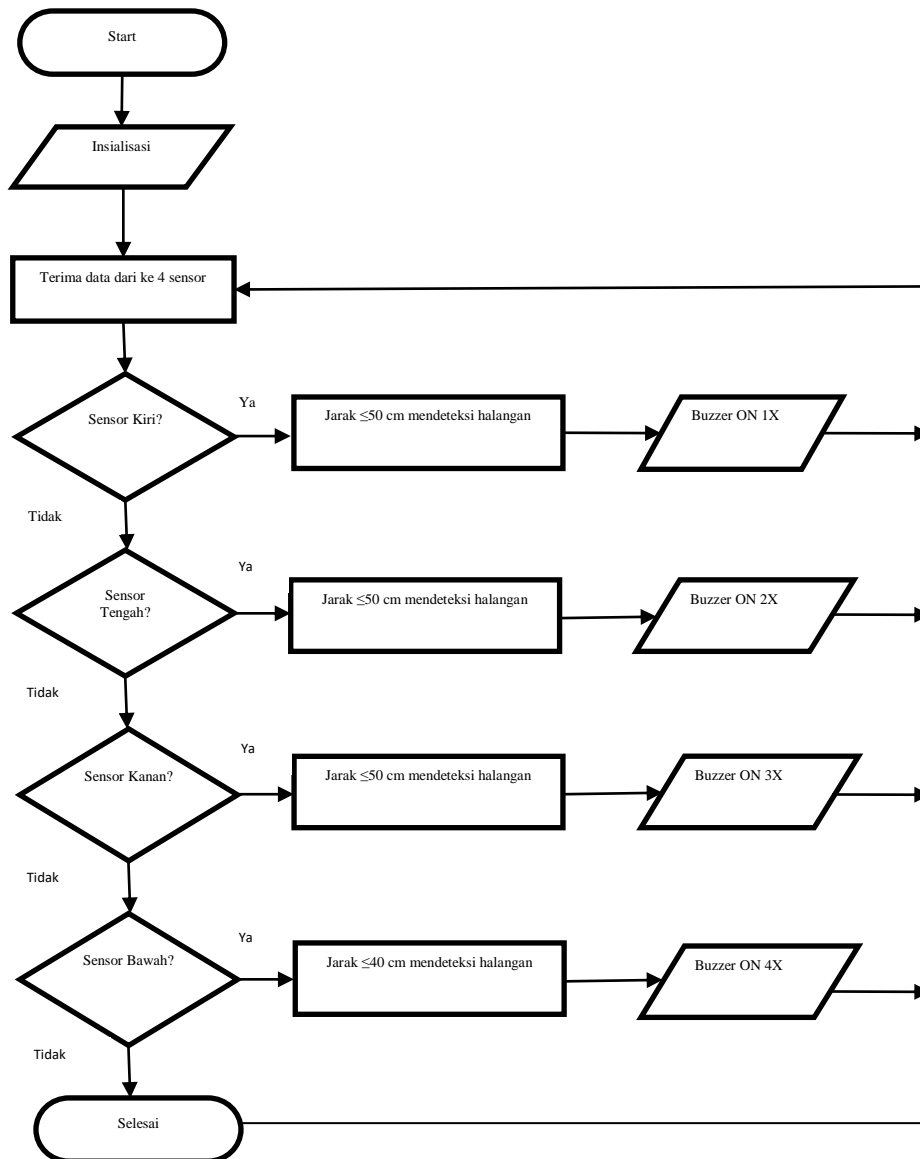 Start
Insialisasi
Terima data dari ke 4 sensor
Sensor Kiri?
Ya
Jarak ≤50 cm mendeteksi halangan
Buzzer ON 1X
Tidak
Sensor
Tengah?
Ya
Jarak ≤50 cm mendeteksi halangan
Buzzer ON 2X
Tidak
Sensor Kanan?
Ya
Jarak ≤50 cm mendeteksi halangan
Buzzer ON 3X
Tidak
Sensor Bawah?
Ya
Jarak ≤40 cm mendeteksi halangan
Buzzer ON 4X
Tidak
Selesai